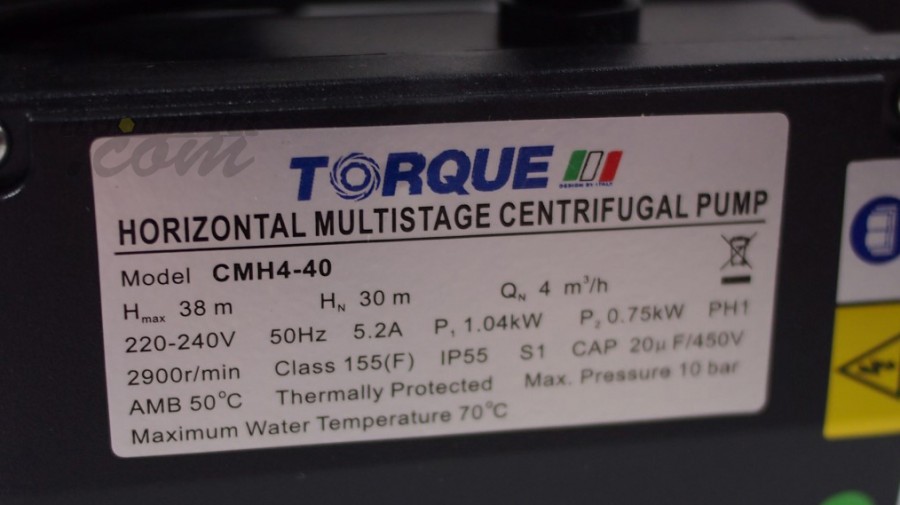 .com
TORQUE
DESIGN BY ITALY
HORIZONTAL MULTISTAGE CENTRIFUGAL PUMP
Model CMH4-40
Hmax 38 m HN 30 m QN 4 m³/h
220-240V 50Hz 5.2A P₁ 1.04kW P₂ 0.75kW PH1
2900r/min Class 155(F) IP55 S1 CAP 20μF/450V
AMB 50°C Thermally Protected Max. Pressure 10 bar
Maximum Water Temperature 70°C